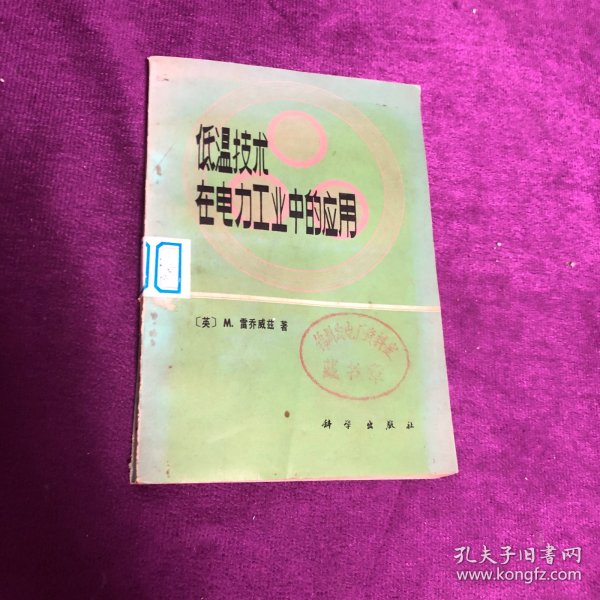 低温技术
在电力工业中的应用
〔英〕M. 雷乔威兹 著
藏书章
科学出版社
孔夫子旧书网
www.kongfz.com